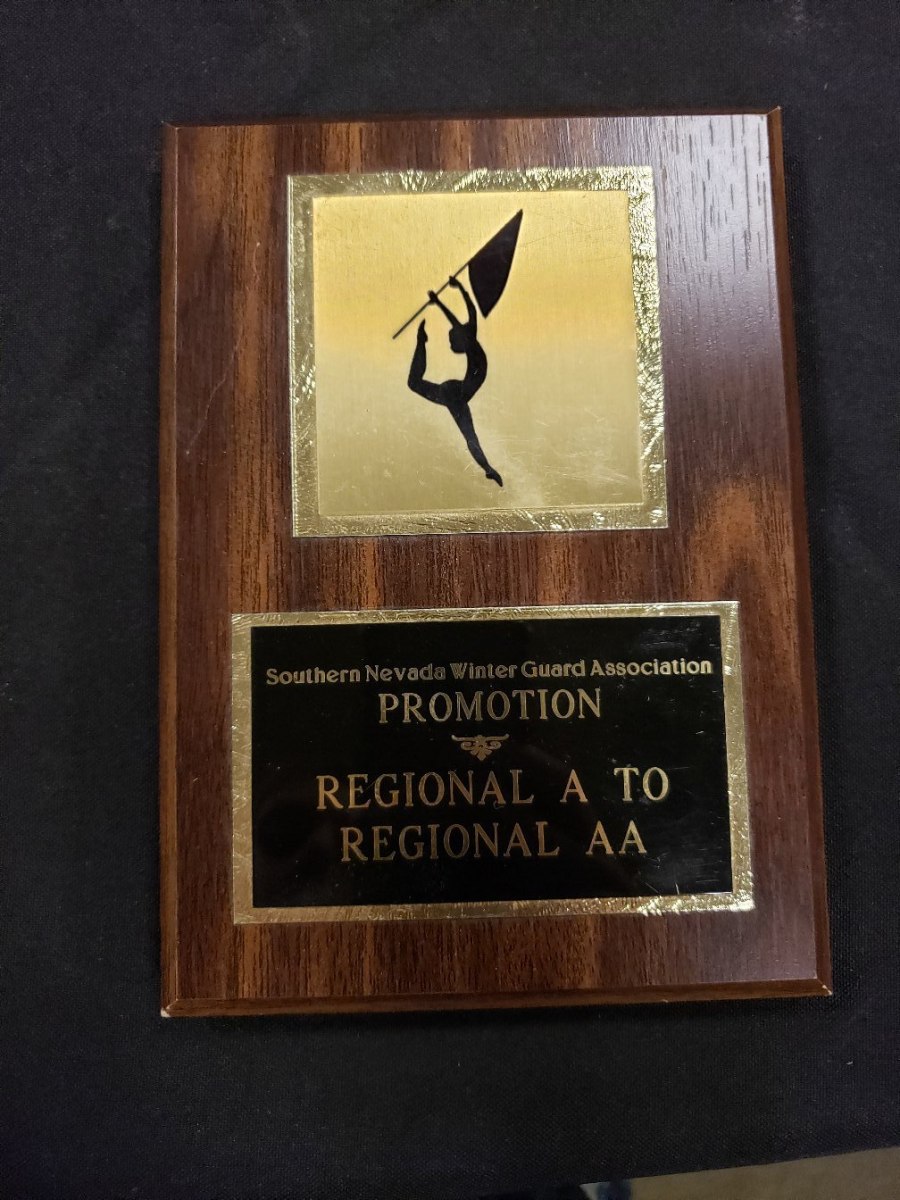 Southern Nevada Winter Guard Association
PROMOTION
REGIONAL A TO
REGIONAL AA